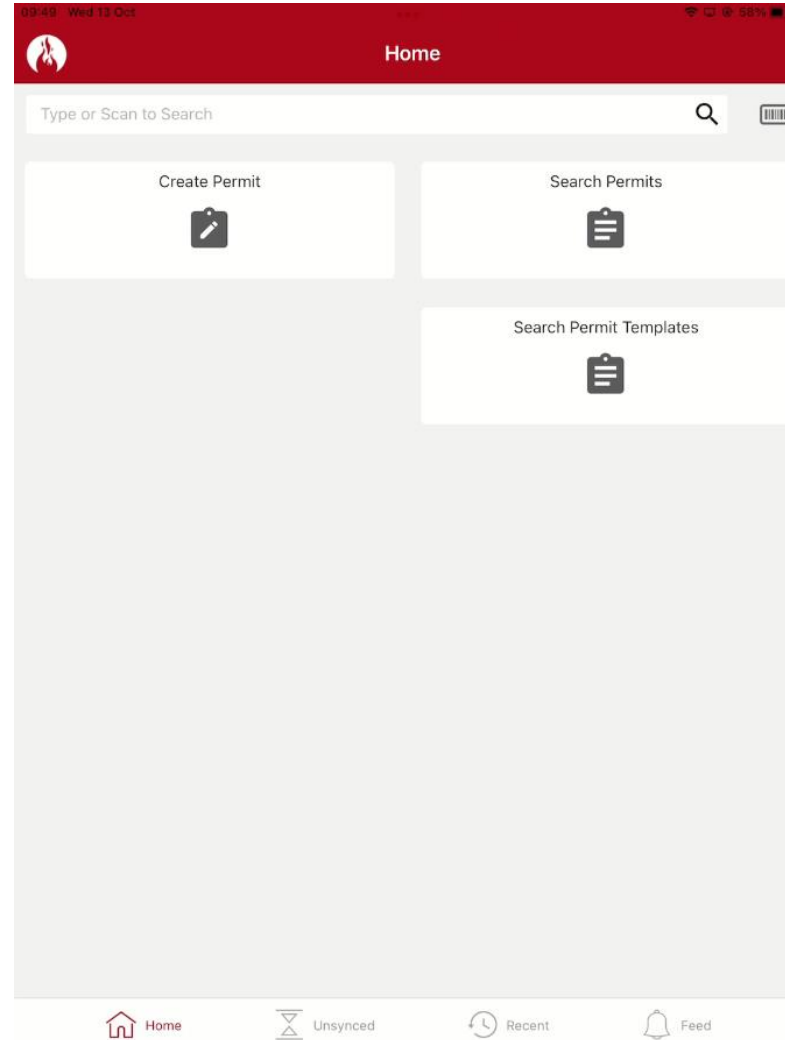 09:49 Wed 13 Oct
58%
Home
Type or Scan to Search
Create Permit
Search Permits
Search Permit Templates
Home
Unsynced
Recent
Feed